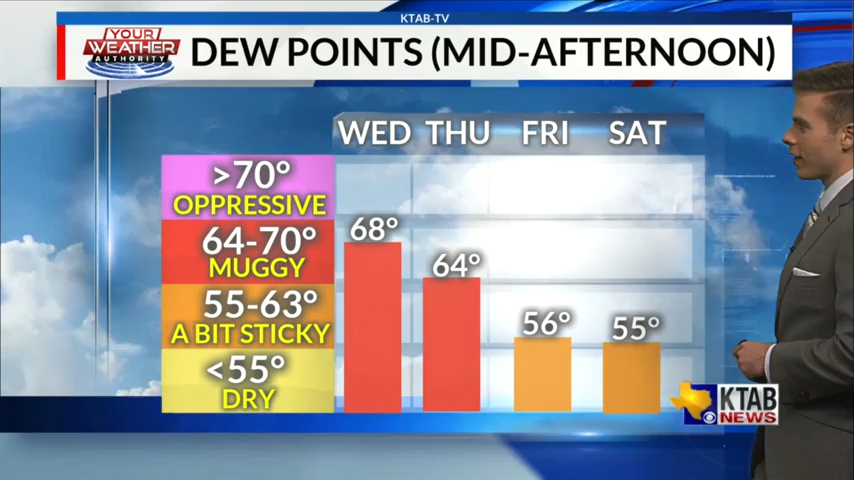 KTAB-TV
YOUR
WEATHER
AUTHORITY
DEW POINTS (MID-AFTERNOON)
WED THU FRI SAT
>70°
OPPRESSIVE
64-70°
MUGGY
55-63°
A BIT STICKY
<55°
DRY
68°
64°
56°
55°
KTAB
NEWS